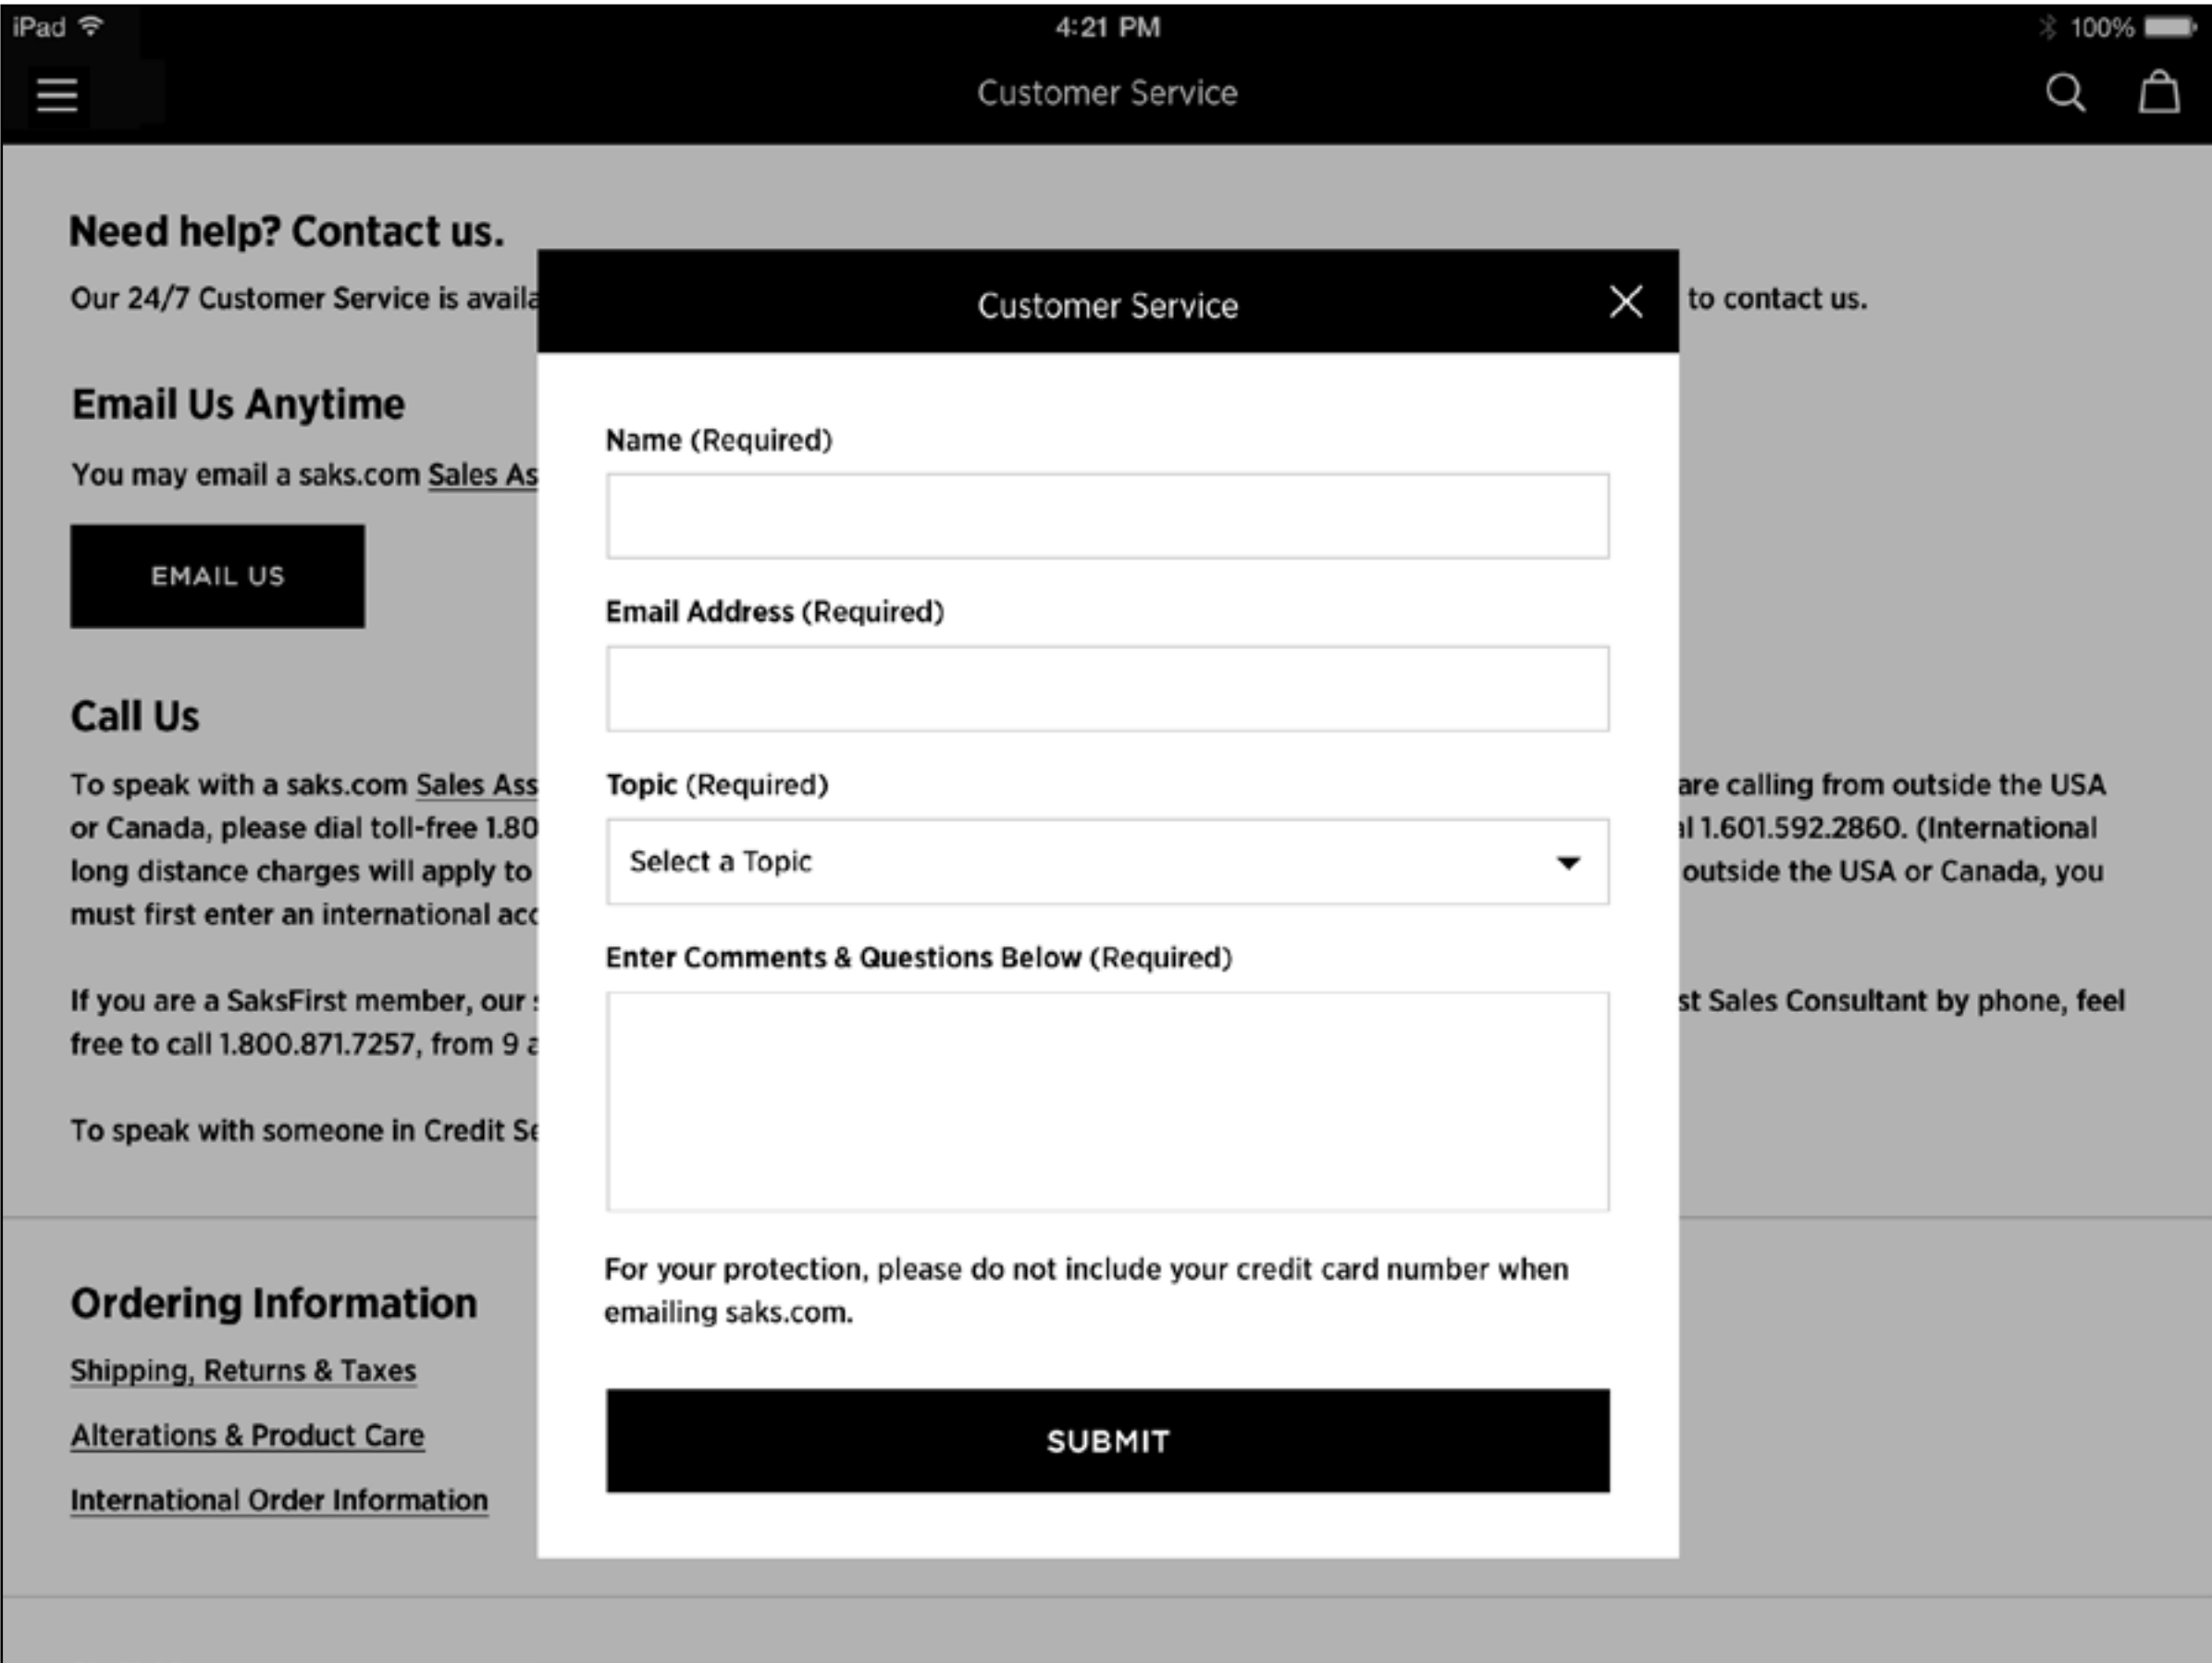 iPad
4:21 PM
100%
Customer Service
Need help? Contact us.
Our 24/7 Customer Service is
to contact us.
Email Us Anytime
You may email a saks.com Sales
EMAIL US
Call Us
To speak with a saks.com Sales
are calling from outside the USA
or Canada, please dial toll-free 1.80
1.601.592.2860. (International
long distance charges will apply to
outside the USA or Canada, you
must first enter an international
If you are a SaksFirst member, our
Sales Consultant by phone, feel
free to call 1.800.871.7257, from 9
To speak with someone in Credit
Ordering Information
Shipping, Returns & Taxes
Alterations & Product Care
International Order Information
Customer Service
Name (Required)
Email Address (Required)
Topic (Required)
Select a Topic
Enter Comments & Questions Below (Required)
For your protection, please do not include your credit card number when
emailing saks.com.
SUBMIT